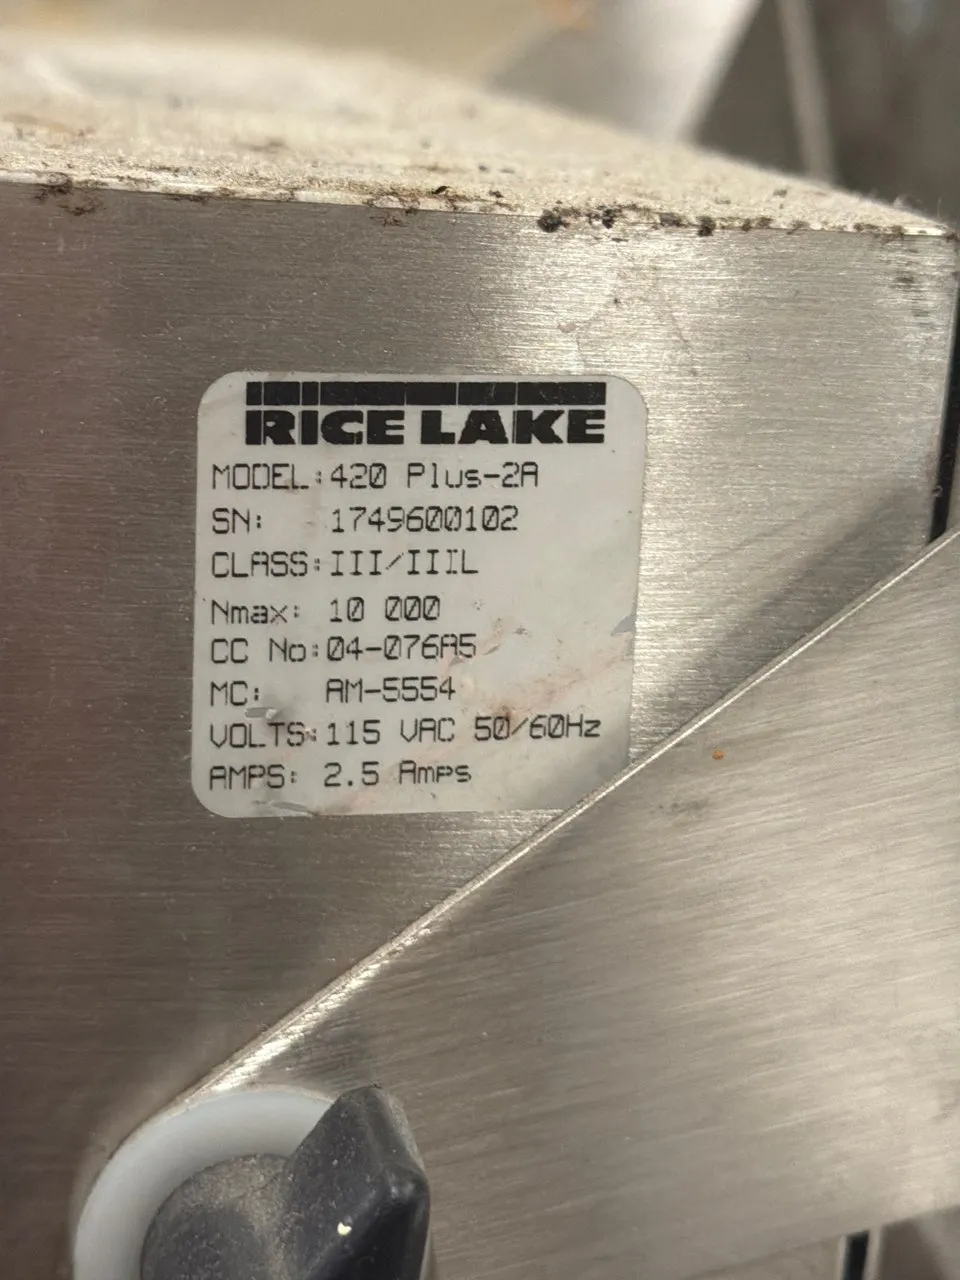 RICE LAKE
MODEL: 420 Plus-2A
SN: 1749600102
CLASS: III/IIIL
Nmax: 10 000
CC No: 04-076A5
MC: AM-5554
VOLTS: 115 VAC 50/60Hz
AMPS: 2.5 Amps